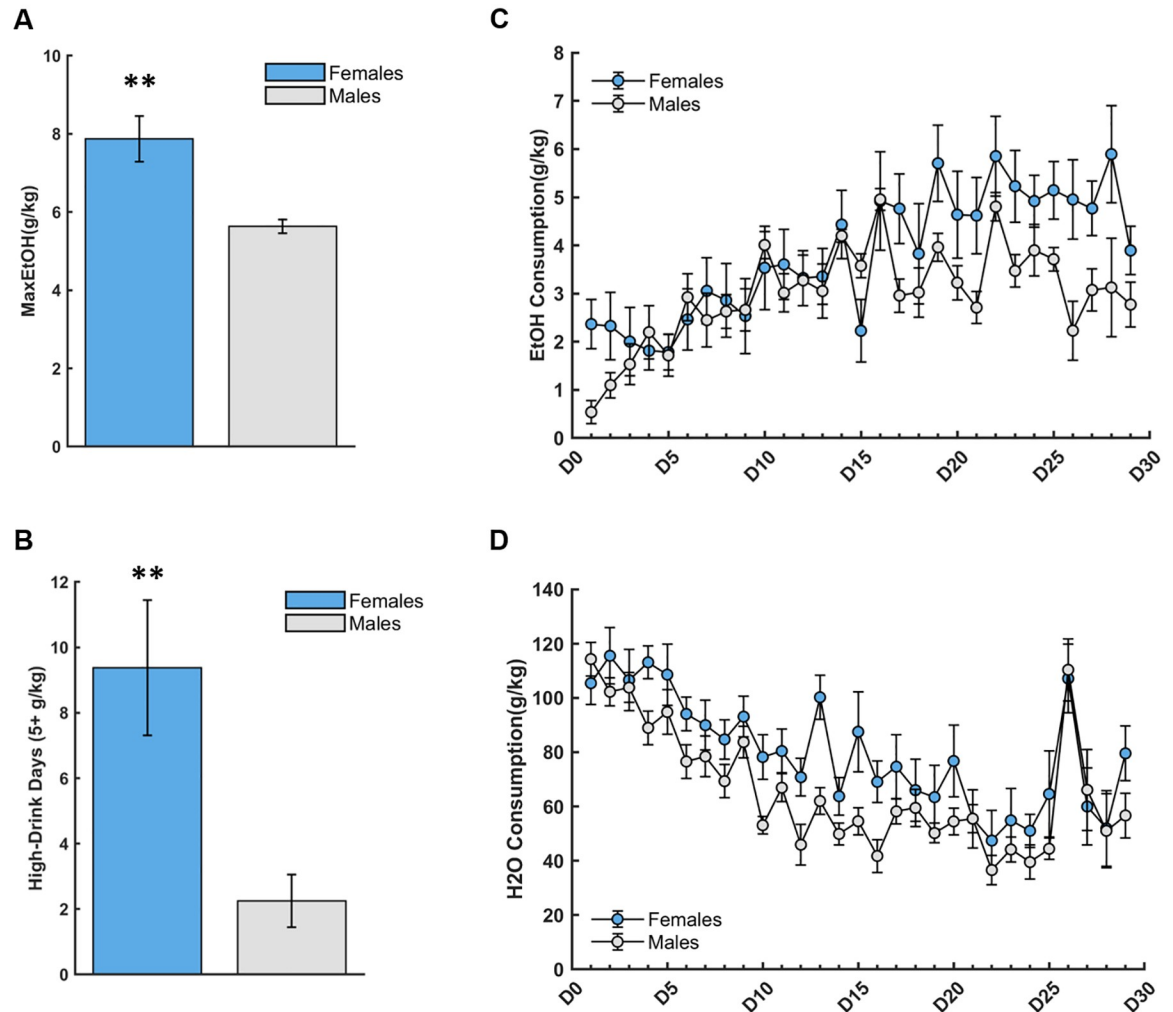 A
MaxEtOH(g/kg)
10
8
6
4
2
0
**
Females
Males
B
High-Drink Days (5+ g/kg)
12
10
8
6
4
2
0
**
Females
Males
C
EtOH Consumption(g/kg)
8
7
6
5
4
3
2
1
0
Females
Males
D0 D5 D10 D15 D20 D25 D30
D
H2O Consumption(g/kg)
140
120
100
80
60
40
20
0
Females
Males
D0 D5 D10 D15 D20 D25 D30